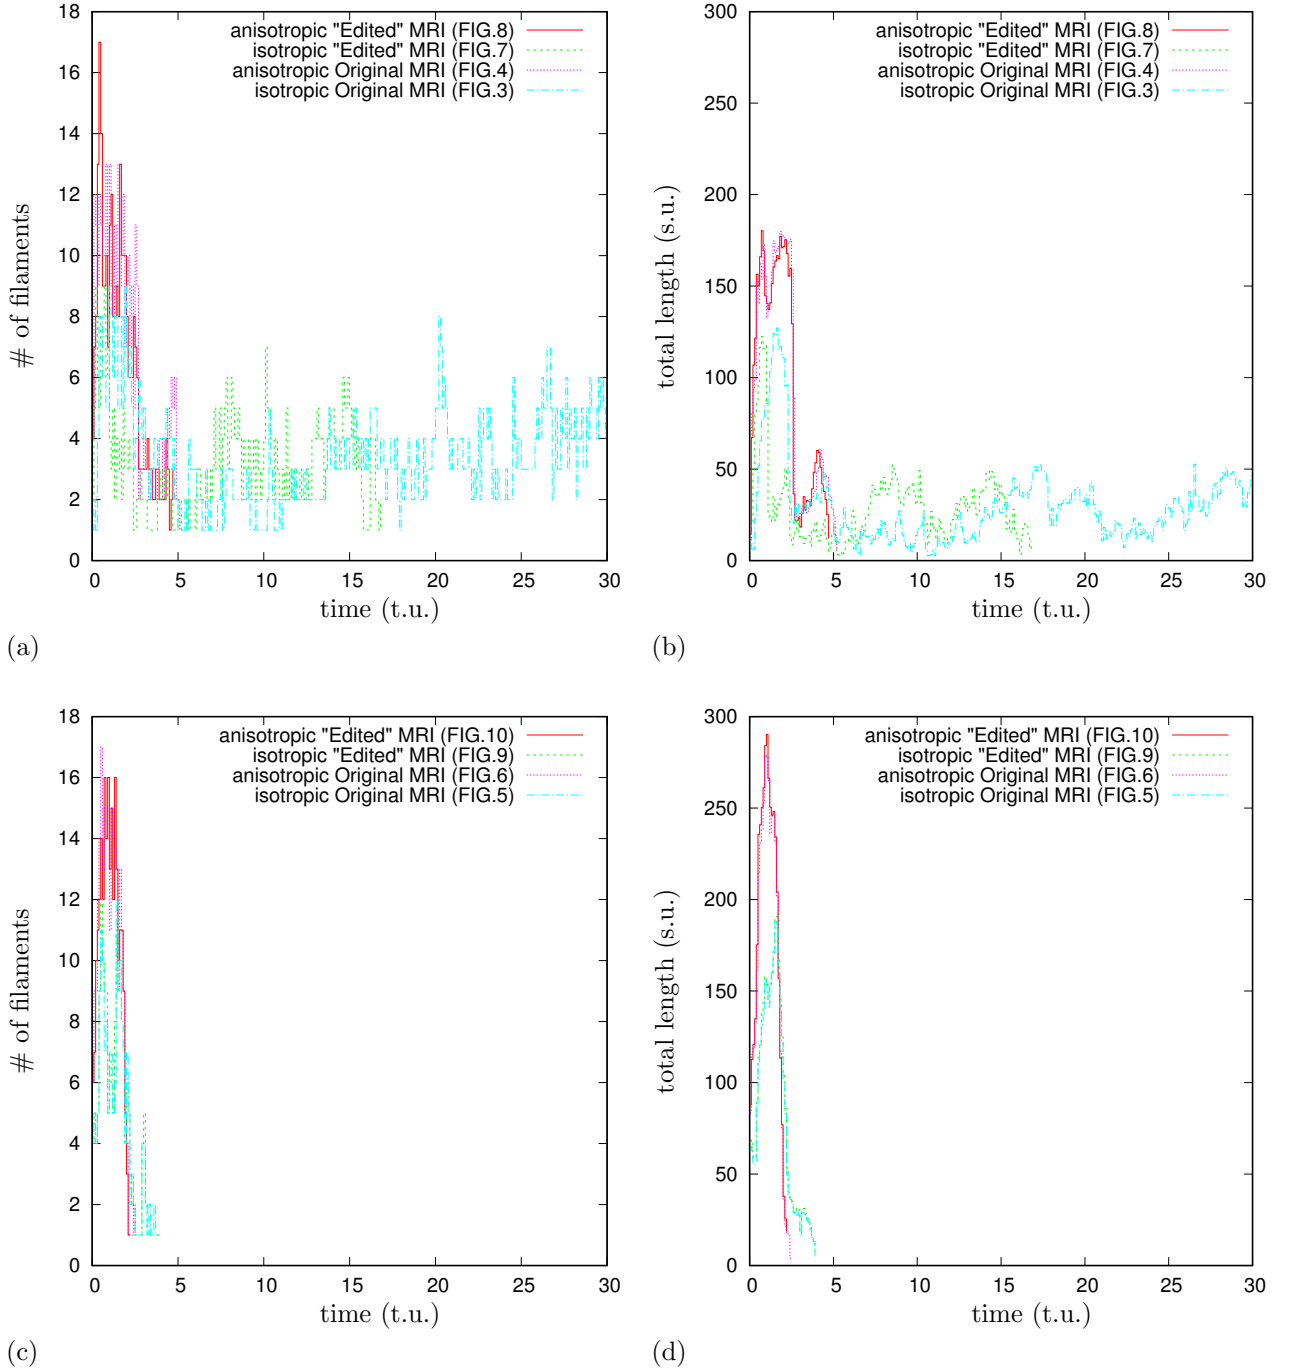 18
16
14
12
10
8
6
4
2
0
# of filaments
anisotropic "Edited" MRI (FIG.8)
isotropic "Edited" MRI (FIG.7)
anisotropic Original MRI (FIG.4)
isotropic Original MRI (FIG.3)
0 5 10 15 20 25 30
time (t.u.)
(a)
300
250
200
150
100
50
0
total length (s.u.)
anisotropic "Edited" MRI (FIG.8)
isotropic "Edited" MRI (FIG.7)
anisotropic Original MRI (FIG.4)
isotropic Original MRI (FIG.3)
0 5 10 15 20 25 30
time (t.u.)
(b)
18
16
14
12
10
8
6
4
2
0
# of filaments
anisotropic "Edited" MRI (FIG.10)
isotropic "Edited" MRI (FIG.9)
anisotropic Original MRI (FIG.6)
isotropic Original MRI (FIG.5)
0 5 10 15 20 25 30
time (t.u.)
(c)
300
250
200
150
100
50
0
total length (s.u.)
anisotropic "Edited" MRI (FIG.10)
isotropic "Edited" MRI (FIG.9)
anisotropic Original MRI (FIG.6)
isotropic Original MRI (FIG.5)
0 5 10 15 20 25 30
time (t.u.)
(d)